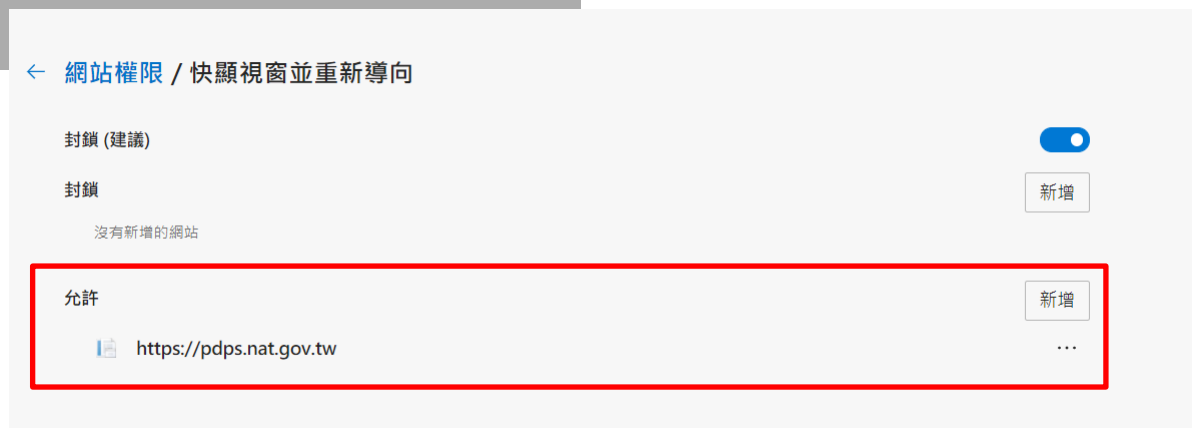 ← 網站權限 / 快顯視窗並重新導向
封鎖 (建議)
封鎖
新增
沒有新增的網站
允許
新增
https://pdps.nat.gov.tw
...